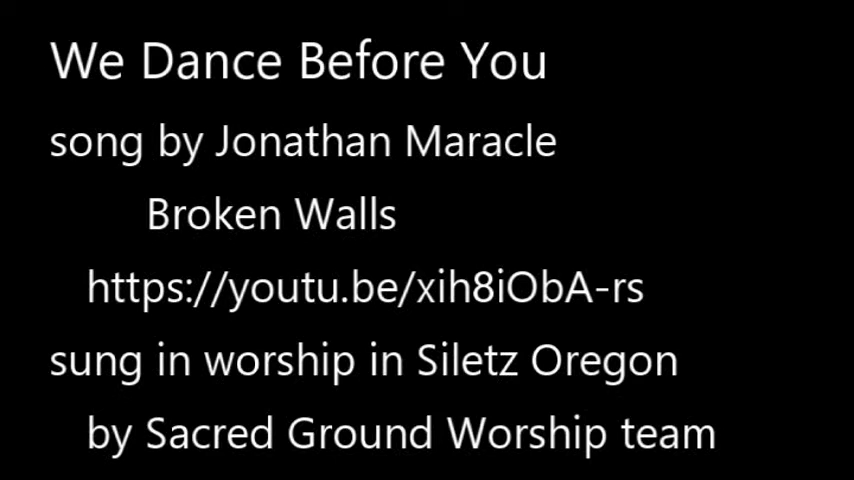 We Dance Before You
song by Jonathan Maracle
Broken Walls
https://youtu.be/xih8iObA-rs
sung in worship in Siletz Oregon
by Sacred Ground Worship team